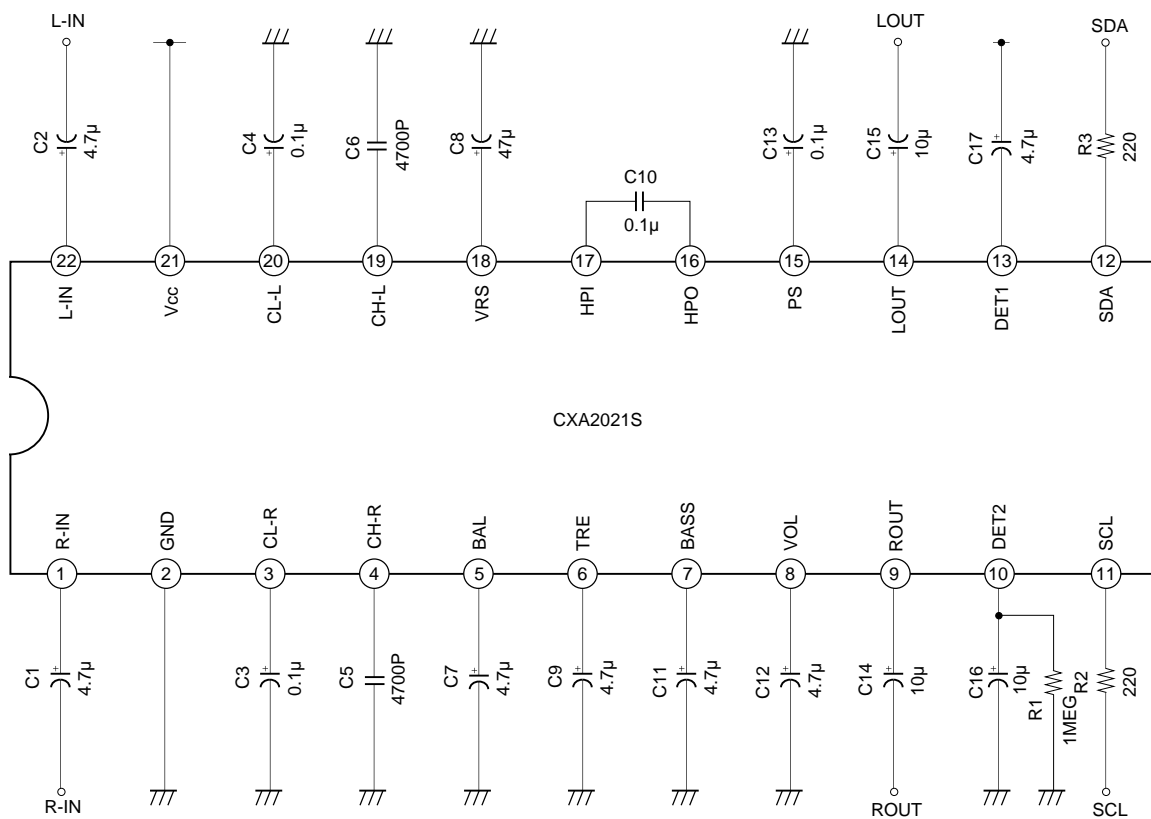 L-IN
LOUT
SDA
C2
4.7µ
+
C4
0.1µ
+
C6
4700P
C8
47µ
+
C10
0.1µ
C13
0.1µ
+
C15
10µ
+
C17
4.7µ
+
R3
220
22
21
20
19
18
17
16
15
14
13
12
L-IN
Vcc
CL-L
CH-L
VRS
HPI
HPO
PS
LOUT
DET1
SDA
CXA2021S
R-IN
GND
CL-R
CH-R
BAL
TRE
BASS
VOL
ROUT
DET2
SCL
1
2
3
4
5
6
7
8
9
10
11
C1
4.7µ
+
C3
0.1µ
+
C5
4700P
C7
4.7µ
+
C9
4.7µ
+
C11
4.7µ
+
C12
4.7µ
+
C14
10µ
+
C16
10µ
+
R1
1MEG
R2
220
R-IN
ROUT
SCL